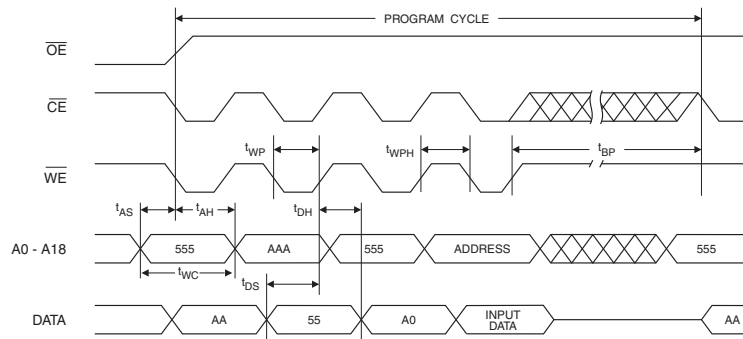 PROGRAM CYCLE
OE
CE
tWP
tWPH
tBP
WE
tAS
tAH
tDH
A0 - A18
555
AAA
555
ADDRESS
555
tWC
tDS
DATA
AA
55
A0
INPUT
DATA
AA